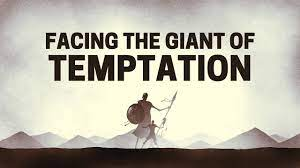 FACING THE GIANT OF
TEMPTATION